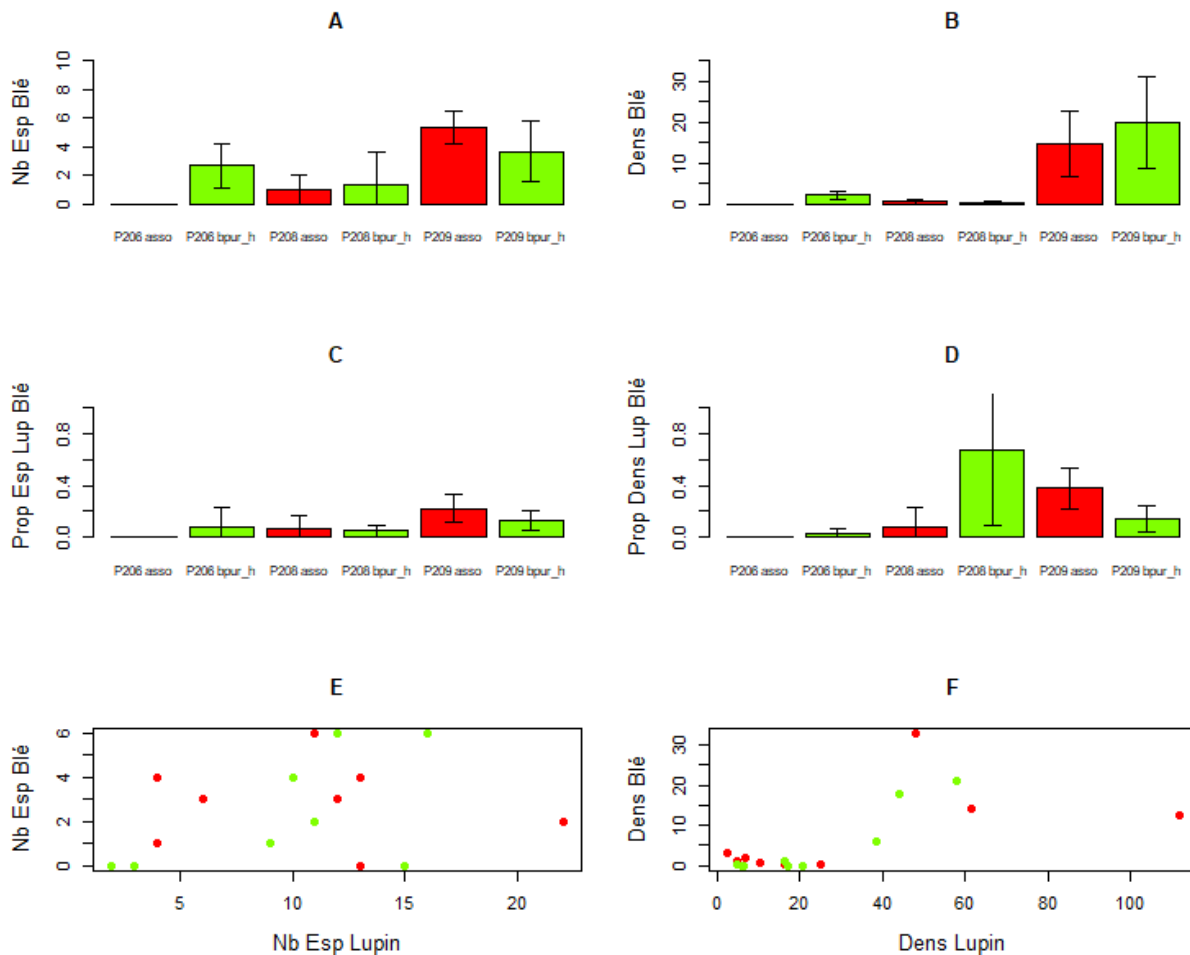 A
Nb Esp Blé
0 2 4 6 8 10
P206 asso P206 bpur_h P208 asso P208 bpur_h P209 asso P209 bpur_h
B
Dens Blé
0 10 20 30
P206 asso P206 bpur_h P208 asso P208 bpur_h P209 asso P209 bpur_h
C
Prop Esp Lup Blé
0.0 0.4 0.8
P206 asso P206 bpur_h P208 asso P208 bpur_h P209 asso P209 bpur_h
D
Prop Dens Lup Blé
0.0 0.4 0.8
P206 asso P206 bpur_h P208 asso P208 bpur_h P209 asso P209 bpur_h
E
Nb Esp Blé
0 2 4 6
5 10 15 20
Nb Esp Lupin
F
Dens Blé
0 10 20 30
0 20 40 60 80 100
Dens Lupin